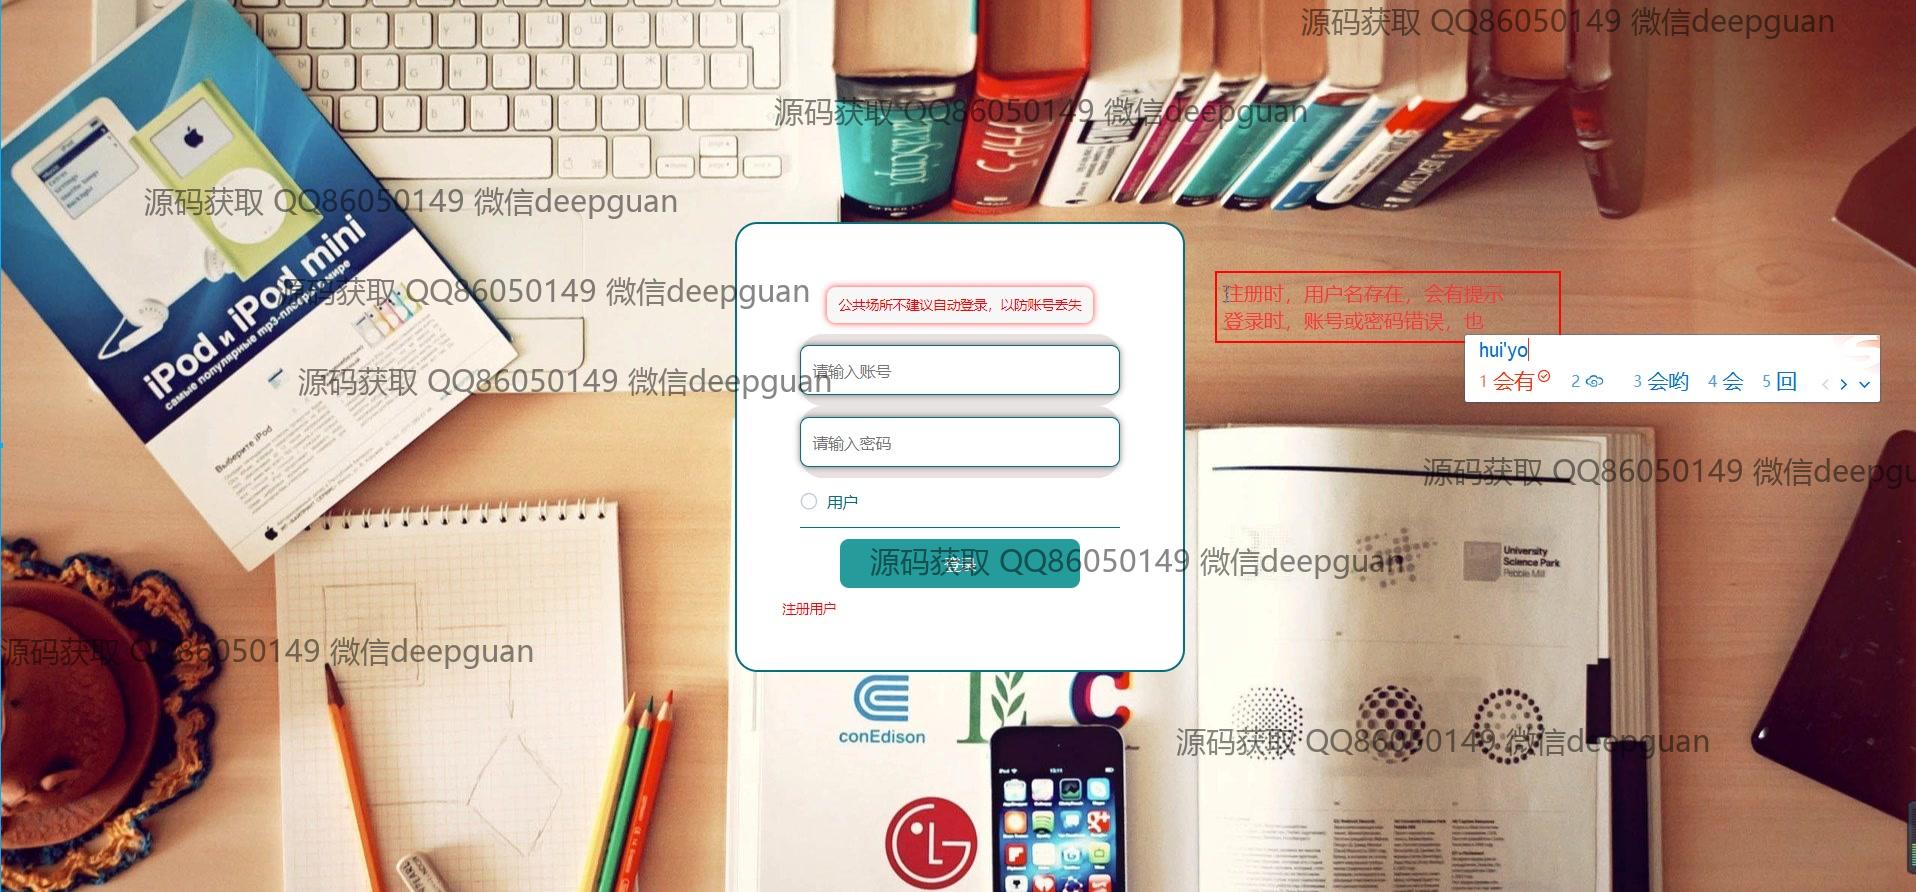 源码获取 QQ86050149 微信deepguan
源码获取 QQ86050149 微信deepguan
JavaScript
PHP 5
O'REILLY
源码获取 QQ86050149 微信deepguan
iPod и iPod mini
самые популярные mp3-плееры в мире
Выберите iPod
源码获取 QQ86050149 微信deepguan
公共场所不建议自动登录，以防账号丢失
注册时，用户名存在，会有提示
登录时，账号或密码错误，也
hui'yo
1 会有 2 3 会哟 4 会 5 回
请输入账号
源码获取 QQ86050149 微信deepguan
请输入密码
源码获取 QQ86050149 微信deepgu
用户
登录
源码获取 QQ86050149 微信deepguan
University
Science Park
Pebble Mill
注册用户
源码获取 QQ86050149 微信deepguan
conEdison
源码获取 QQ86050149 微信deepguan
LG